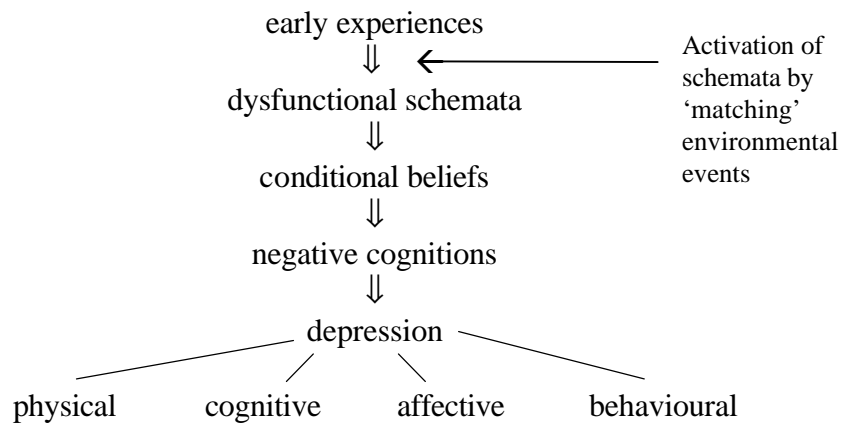 early experiences
Activation of
schemata by
‘matching’
environmental
events
dysfunctional schemata
conditional beliefs
negative cognitions
depression
physical cognitive affective behavioural